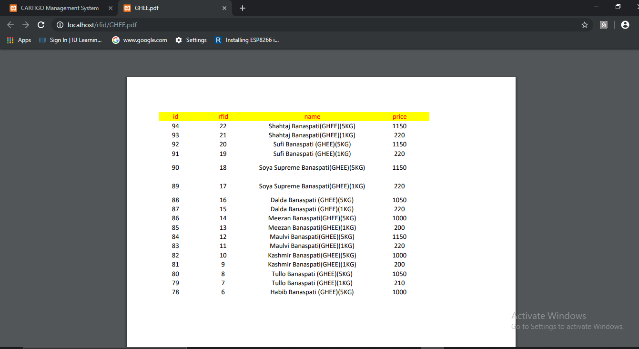 CARTXGO Management System
GHEE.pdf
localhost/rfid/GHEE.pdf
Apps Sign In | IU Learnin... www.google.com Settings Installing ESP8266 i...
id rfid name price
94 22 Shahtaj Banaspati(GHEE)(5KG) 1150
93 21 Shahtaj Banaspati(GHEE)(1KG) 220
92 20 Sufi Banaspati (GHEE)(5KG) 1150
91 19 Sufi Banaspati (GHEE)(1KG) 220
90 18 Soya Supreme Banaspati(GHEE)(5KG) 1150
89 17 Soya Supreme Banaspati(GHEE)(1KG) 220
88 16 Dalda Banaspati (GHEE)(5KG) 1050
87 15 Dalda Banaspati (GHEE)(1KG) 220
86 14 Meezan Banaspati(GHEE)(5KG) 1000
85 13 Meezan Banaspati(GHEE)(1KG) 200
84 12 Maulvi Banaspati(GHEE)(5KG) 1150
83 11 Maulvi Banaspati(GHEE)(1KG) 220
82 10 Kashmir Banaspati(GHEE)(5KG) 1000
81 9 Kashmir Banaspati(GHEE)(1KG) 200
80 8 Tullo Banaspati (GHEE)(5KG) 1050
79 7 Tullo Banaspati (GHEE)(1KG) 210
78 6 Habib Banaspati (GHEE)(5KG) 1000
Activate Windows
Go to Settings to activate Windows.